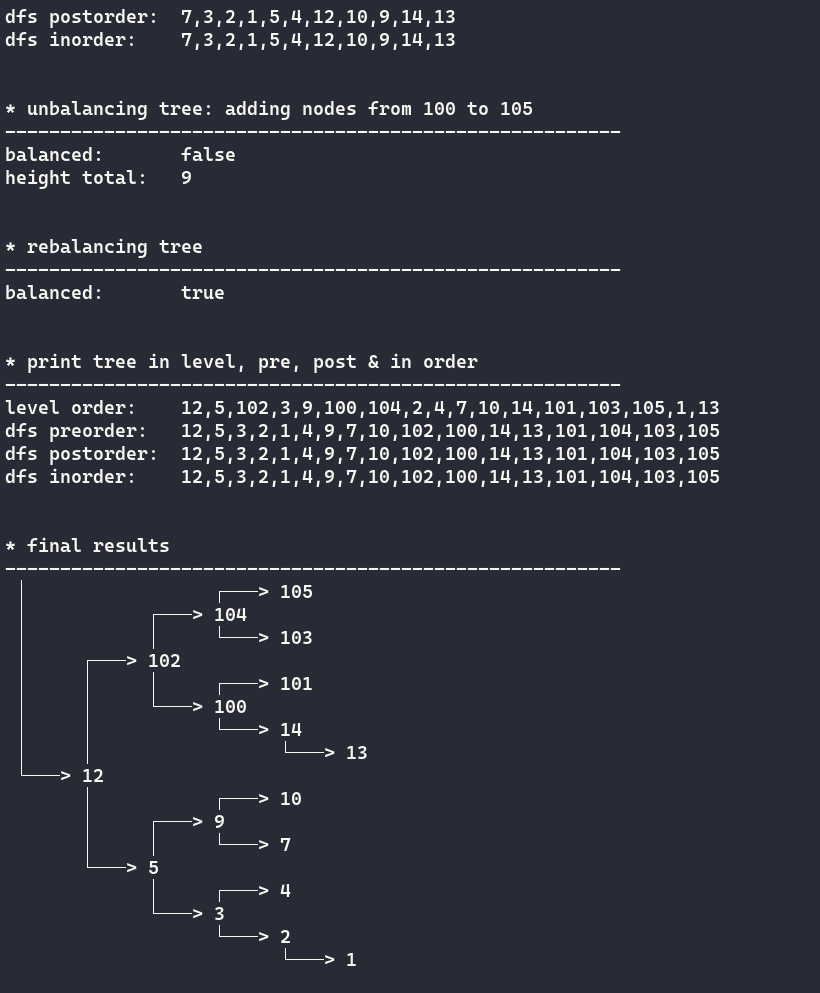 dfs postorder:  7,3,2,1,5,4,12,10,9,14,13
dfs inorder:    7,3,2,1,5,4,12,10,9,14,13
* unbalancing tree: adding nodes from 100 to 105
--------------------------------------------------------
balanced:       false
height total:   9
* rebalancing tree
--------------------------------------------------------
balanced:       true
* print tree in level, pre, post & in order
--------------------------------------------------------
level order:    12,5,102,3,9,100,104,2,4,7,10,14,101,103,105,1,13
dfs preorder:   12,5,3,2,1,4,9,7,10,102,100,14,13,101,104,103,105
dfs postorder:  12,5,3,2,1,4,9,7,10,102,100,14,13,101,104,103,105
dfs inorder:    12,5,3,2,1,4,9,7,10,102,100,14,13,101,104,103,105
* final results
--------------------------------------------------------
 │                 ┌───> 105
 │           ┌───> 104
 │           │     └───> 103
 │     ┌───> 102
 │     │     │     ┌───> 101
 │     │     └───> 100
 │     │           └───> 14
 │     │                 └───> 13
 └───> 12
       │           ┌───> 10
       │     ┌───> 9
       │     │     └───> 7
       └───> 5
             │     ┌───> 4
             └───> 3
                   └───> 2
                         └───> 1